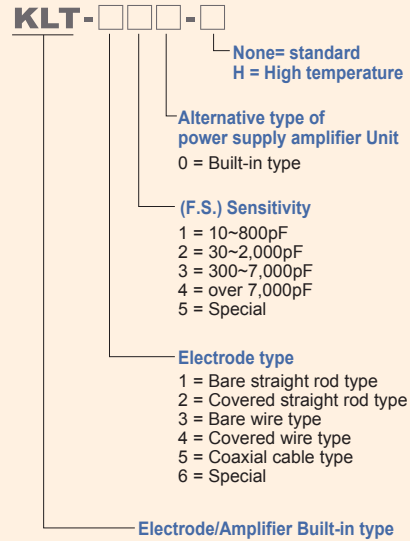 KLT-□□□-□
None= standard
H = High temperature
Alternative type of
power supply amplifier Unit
0 = Built-in type
(F.S.) Sensitivity
1 = 10~800pF
2 = 30~2,000pF
3 = 300~7,000pF
4 = over 7,000pF
5 = Special
Electrode type
1 = Bare straight rod type
2 = Covered straight rod type
3 = Bare wire type
4 = Covered wire type
5 = Coaxial cable type
6 = Special
Electrode/Amplifier Built-in type